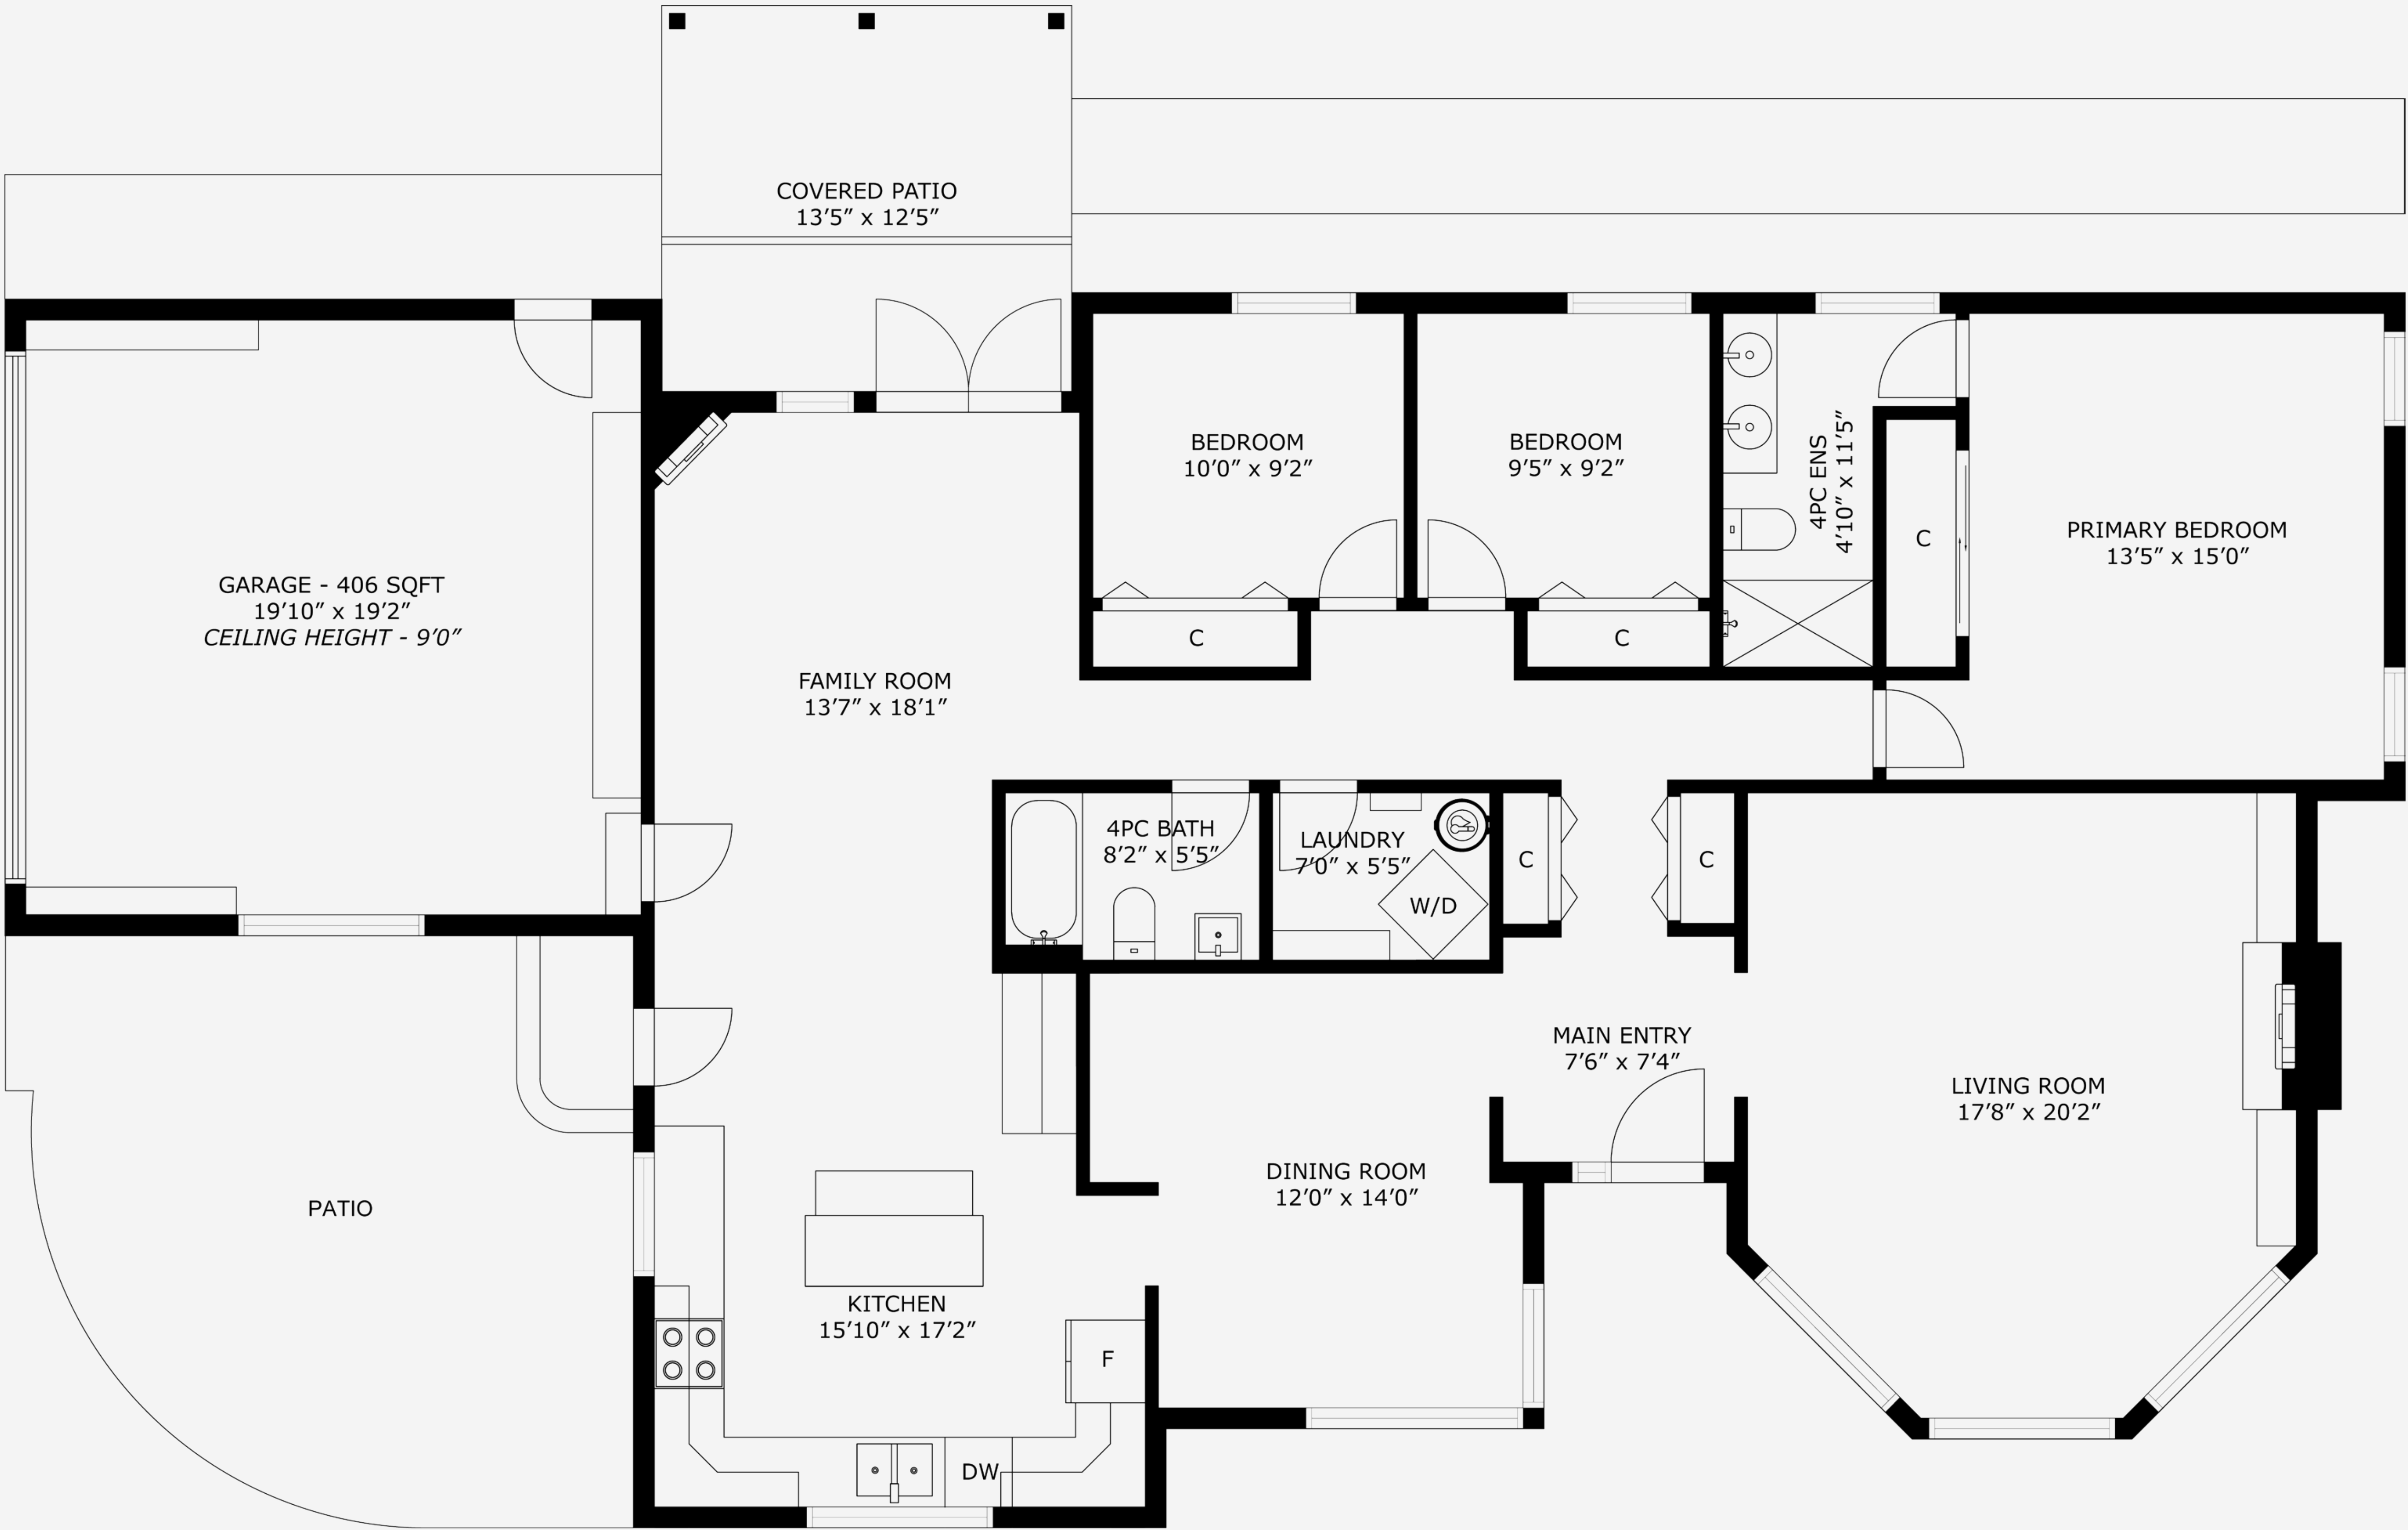 COVERED PATIO
13'5" x 12'5"
BEDROOM
10'0" x 9'2"
BEDROOM
9'5" x 9'2"
4PC ENS
4'10" x 11'5"
C
PRIMARY BEDROOM
13'5" x 15'0"
GARAGE - 406 SQFT
19'10" x 19'2"
CEILING HEIGHT - 9'0"
C
C
FAMILY ROOM
13'7" x 18'1"
4PC BATH
8'2" x 5'5"
LAUNDRY
7'0" x 5'5"
W/D
C
C
MAIN ENTRY
7'6" x 7'4"
LIVING ROOM
17'8" x 20'2"
DINING ROOM
12'0" x 14'0"
PATIO
KITCHEN
15'10" x 17'2"
F
DW